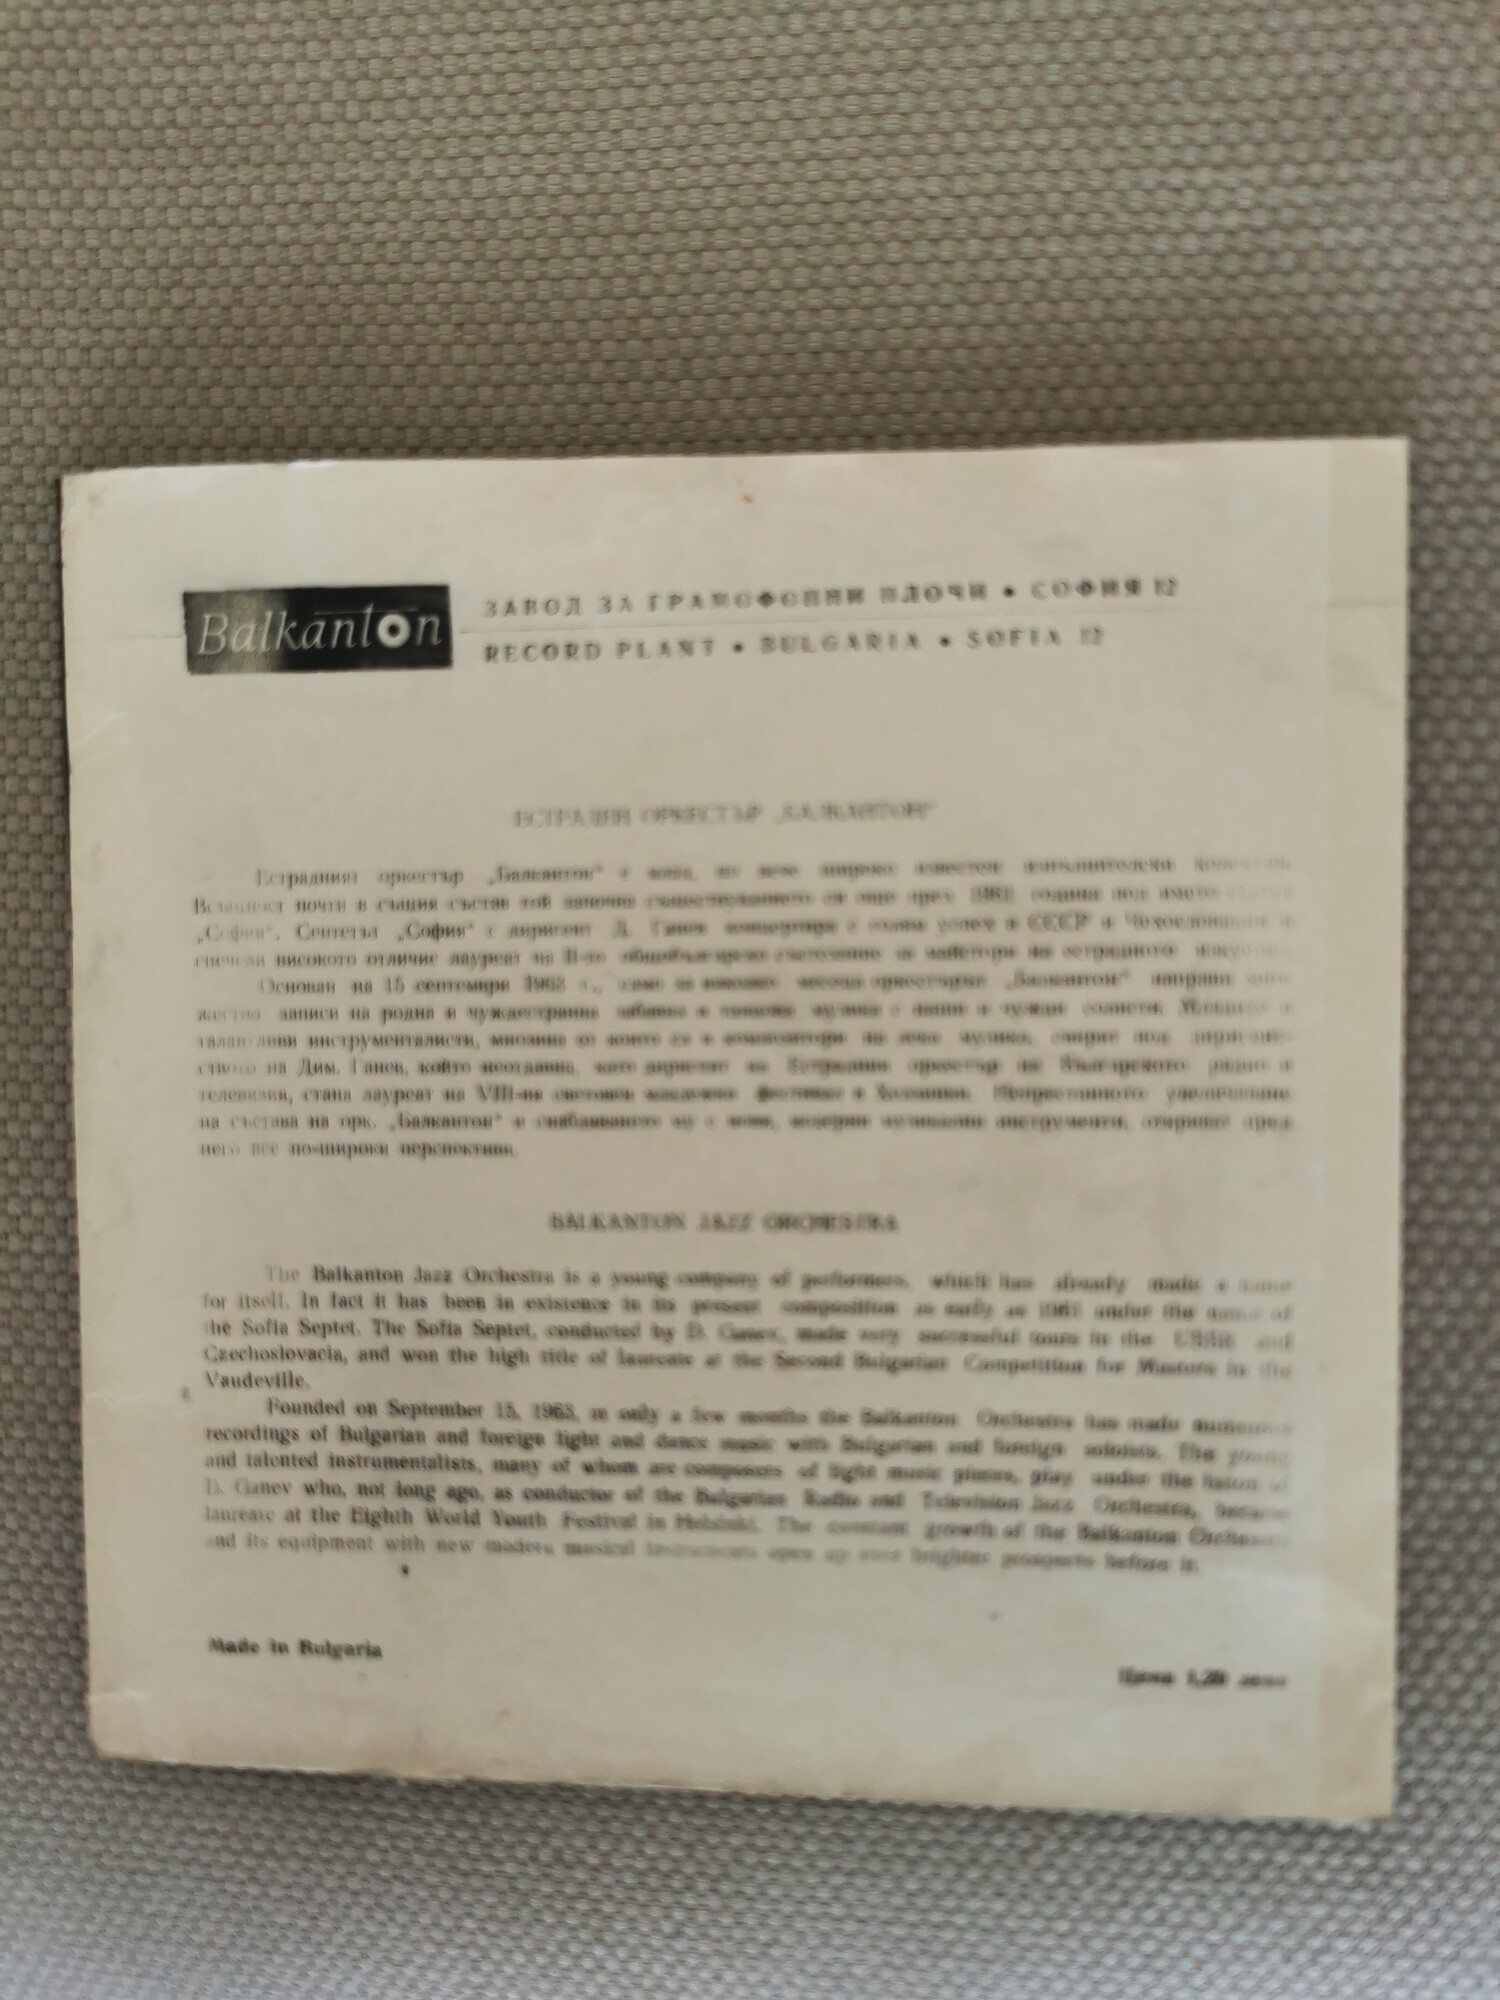 Balkanton
ЗАВОД ЗА ГРАМОФОННИ ПЛОЧИ • СОФИЯ 12
RECORD PLANT • BULGARIA • SOFIA 12
ЕСТРАДЕН ОРКЕСТЪР „БАЛКАНТОН“
Естрадният оркестър „Балкантон“ е млад, но вече широко известен изпълнителски
почти в същия състав той започна съществуването си още през 1961 година под името
„София“. Септетът „София“ с диригент Д. Ганев концертира с голям успех в СССР и Чехословакия и
спечели високото отличие лауреат на II-то общобългарско състезание за майстори на естрадното
Основан на 15 септември 1963 г., само за няколко месеца оркестърът „Балкантон“ направи
записи на родна и чуждестранна забавна и танцова музика с наши и чужди солисти.
талантливи инструменталисти, мнозина от които са и композитори на лека музика, свирят под
на Дим. Ганев, който неотдавна, като диригент на Естрадния оркестър на Българското радио и
телевизия, стана лауреат на VIII-ия световен младежки фестивал в Хелзинки. Непрестанното увеличаване
на състава на орк. „Балкантон“ и снабдяването му с нови, модерни музикални инструменти, откриват пред
него все по-широки перспективи.
BALKANTON JAZZ ORCHESTRA
The Balkanton Jazz Orchestra is a young company of performers, which has already made a name
for itself. In fact it has been in existence in its present composition as early as 1961 under the name of
the Sofia Septet. The Sofia Septet, conducted by D. Ganev, made very successful tours in the USSR and
Czechoslovacia, and won the high title of laureate at the Second Bulgarian Competition for Masters in the
Vaudeville.
Founded on September 15, 1963, in only a few months the Balkanton Orchestra has made numerous
recordings of Bulgarian and foreign light and dance music with Bulgarian and foreign soloists. The young
and talented instrumentalists, many of whom are composers of light music pieces, play under the baton of
D. Ganev who, not long ago, as conductor of the Bulgarian Radio and Television Jazz Orchestra, became
laureate at the Eighth World Youth Festival in Helsinki. The constant growth of the Balkanton Orchestra
and its equipment with new modern musical instruments open up ever brighter prospects before it.
Made in Bulgaria
Цена 1,20 лева